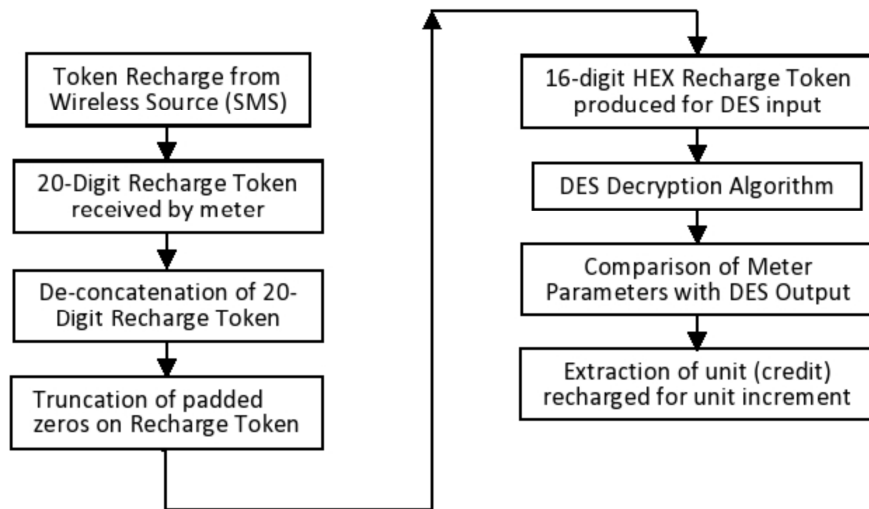 Token Recharge from
Wireless Source (SMS)
20-Digit Recharge Token
received by meter
De-concatenation of 20-
Digit Recharge Token
Truncation of padded
zeros on Recharge Token
16-digit HEX Recharge Token
produced for DES input
DES Decryption Algorithm
Comparison of Meter
Parameters with DES Output
Extraction of unit (credit)
recharged for unit increment